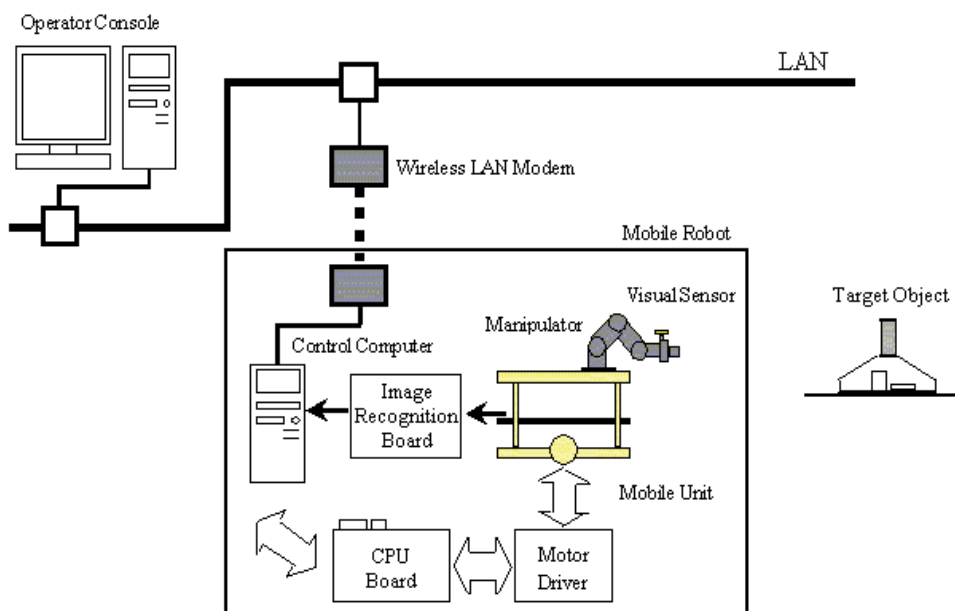 Operator Console
LAN
Wireless LAN Modem
Mobile Robot
Visual Sensor
Target Object
Manipulator
Control Computer
Image
Recognition
Board
Mobile Unit
CPU
Board
Motor
Driver